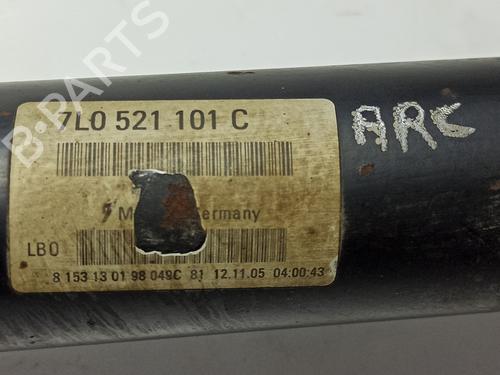 7L0 521 101 C
ARC
Germany
LB0
8 153 13 01 98 049C 81 12.11.05 04:00:43
B-PARTS